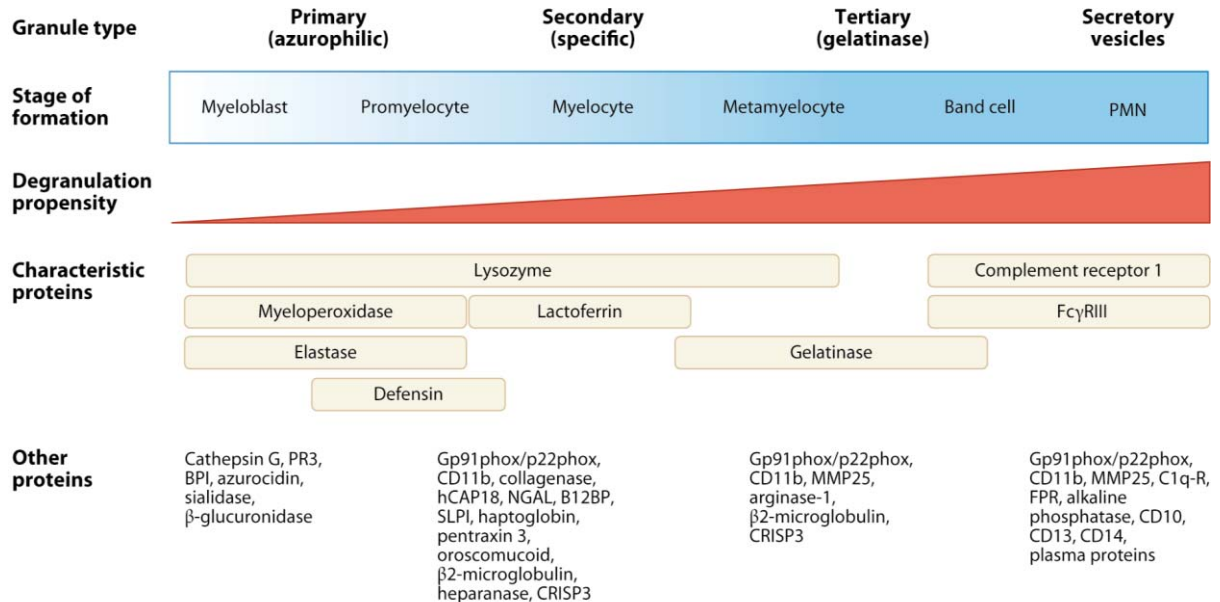 Granule type
Primary
(azurophilic)
Secondary
(specific)
Tertiary
(gelatinase)
Secretory
vesicles
Stage of
formation
Myeloblast
Promyelocyte
Myelocyte
Metamyelocyte
Band cell
PMN
Degranulation
propensity
Characteristic
proteins
Lysozyme
Complement receptor 1
Myeloperoxidase
Lactoferrin
FcγRIII
Elastase
Gelatinase
Defensin
Other
proteins
Cathepsin G, PR3,
BPI, azurocidin,
sialidase,
β-glucuronidase
Gp91phox/p22phox,
CD11b, collagenase,
hCAP18, NGAL, B12BP,
SLPI, haptoglobin,
pentraxin 3,
oroscomucoid,
β2-microglobulin,
heparanase, CRISP3
Gp91phox/p22phox,
CD11b, MMP25,
arginase-1,
β2-microglobulin,
CRISP3
Gp91phox/p22phox,
CD11b, MMP25, C1q-R,
FPR, alkaline
phosphatase, CD10,
CD13, CD14,
plasma proteins